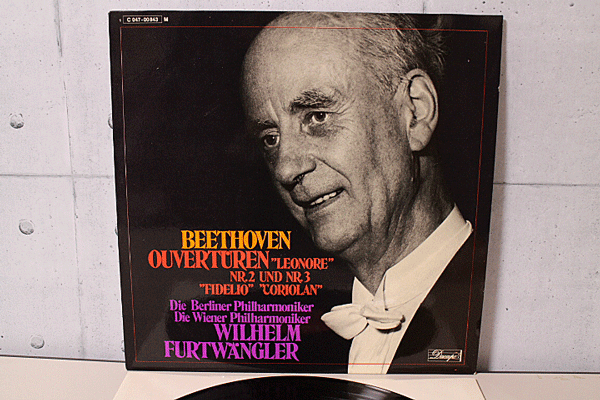 C 047-00843 M
BEETHOVEN
OUVERTÜREN "LEONORE"
NR.2 UND NR.3
"FIDELIO" "CORIOLAN"
Die Berliner Philharmoniker
Die Wiener Philharmoniker
WILHELM
FURTWÄNGLER
Dacapo